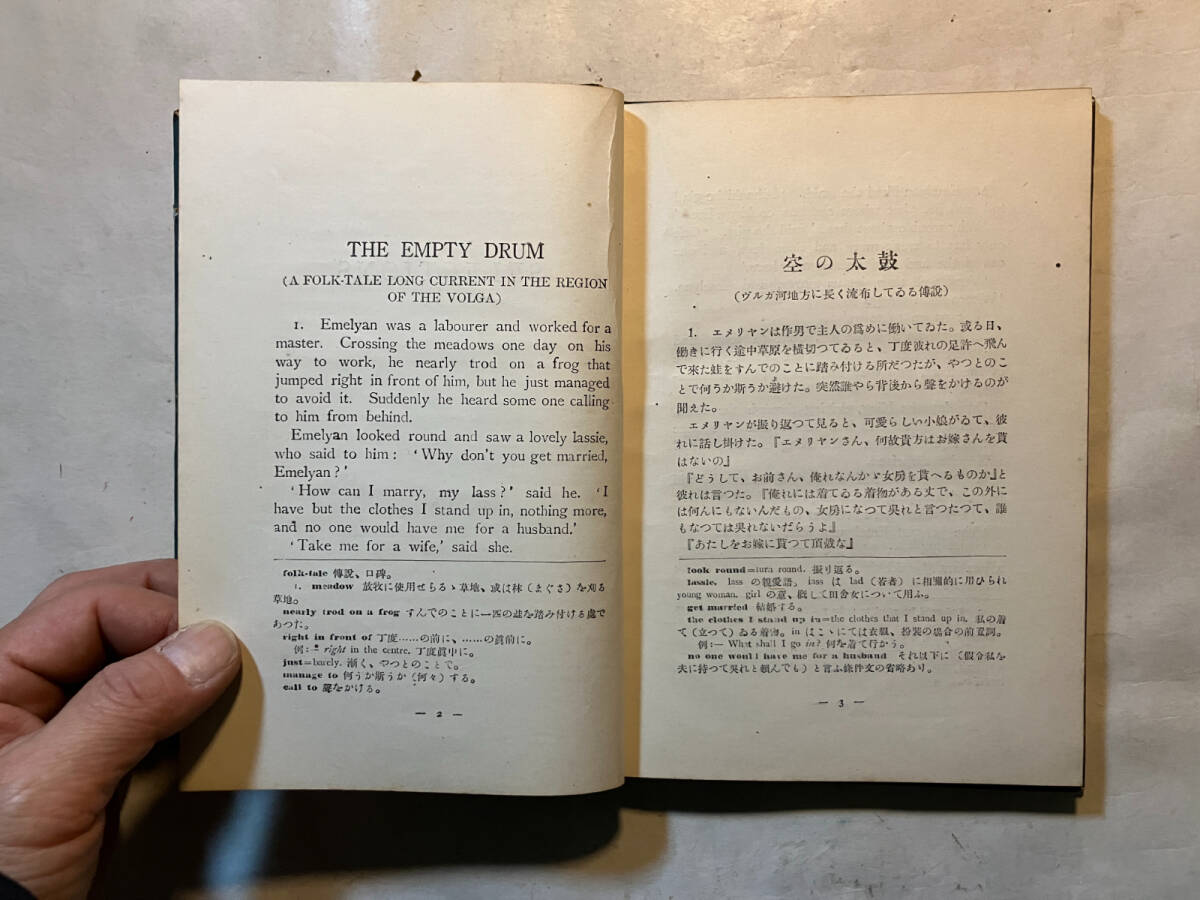 THE EMPTY DRUM
(A FOLK-TALE LONG CURRENT IN THE REGION
OF THE VOLGA)
1. Emelyan was a labourer and worked for a
master. Crossing the meadows one day on his
way to work, he nearly trod on a frog that
jumped right in front of him, but he just managed
to avoid it. Suddenly he heard some one calling
to him from behind.
Emelyan looked round and saw a lovely lassie,
who said to him: ‘Why don't you get married,
Emelyan?’
‘How can I marry, my lass?’ said he. ‘I
have but the clothes I stand up in, nothing more,
and no one would have me for a husband.’
‘Take me for a wife,’ said she.
folk-tale 傳説、口碑。
1. meadow 放牧に使用せらるゝ草地、或は秣(まぐさ)を刈る
草地。
nearly trod on a frog すんでのことに一匹の蛙を踏み付ける處で
あつた。
right in front of 丁度……の前に、……の眞前に。
例:— right in the centre. 丁度眞中に。
just=barely. 漸く、やつとのことで。
manage to 何うか斯うか(何々)する。
call to 聲をかける。
— 2 —
空の太鼓
(ヴルガ河地方に長く流布してゐる傳説)
1. エメリヤンは作男で主人の爲めに働いてゐた。或る日、
働きに行く途中草原を横切つてゐると、丁度彼れの足許へ飛ん
で來た蛙をすんでのことに踏み付ける所だつたが、やつとのこ
とで何うか斯うか避けた。突然誰やら背後から聲をかけるのが
聞えた。
エメリヤンが振り返つて見ると、可愛らしい小娘がゐて、彼
れに話し掛けた。『エメリヤンさん、何故貴方はお嫁さんを貰
はないの』
『どうして、お前さん、俺れなんかゞ女房を貰へるものか』と
彼れは言つた。『俺れには着てゐる着物がある丈で、この外に
は何んにもないんだもの、女房になつて呉れと言つたつて、誰
もなつては呉れないだらうよ』
『あたしをお嫁に貰つて頂戴な』
look round=turn round. 振り返る。
lassie. lass の親愛語。lass は lad (若者) に相關的に用ひられ
young woman, girl の意、概して田舍女について用ふ。
get married 結婚する。
the clothes I stand up in=the clothes that I stand up in. 私の着
て(立つて)ゐる着物。in はこゝにては衣服、扮裝の場合の前置詞。
例:— What shall I go in? 何を着て行かう。
no one would have me for a husband それ以下に(假令私を
夫に持つて呉れと頼んでも)と言ふ條件文の省略あり。
— 3 —